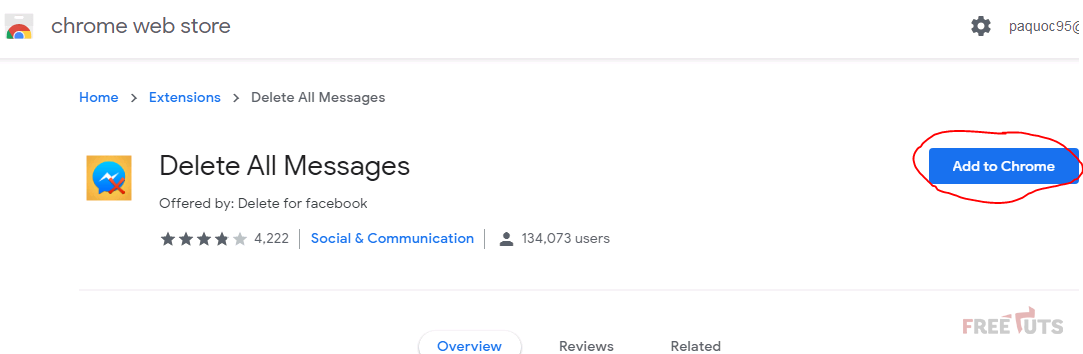 chrome web store
paquoc95@
Home > Extensions > Delete All Messages
Delete All Messages
Add to Chrome
Offered by: Delete for facebook
4,222 Social & Communication 134,073 users
FREETUTS
Overview Reviews Related